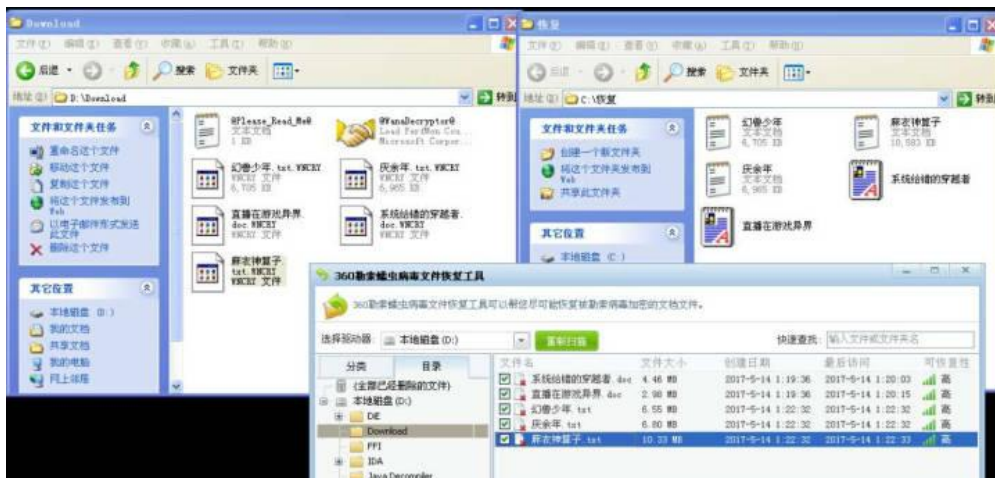 Download
文件(F) 编辑(E) 查看(V) 收藏(A) 工具(T) 帮助(H)
后退 搜索 文件夹
地址(D) D:\Download 转到
文件和文件夹任务
重命名这个文件
移动这个文件
复制这个文件
将这个文件发布到
Web
以电子邮件形式发送
此文件
删除这个文件
其它位置
本地磁盘 (D:)
我的文档
共享文档
我的电脑
网上邻居
@Please_Read_Me@
文本文档
1 KB
@WanaDecryptor@
Load PerfMon Cou...
Microsoft Corpor...
幻兽少年.txt.WNCRY
WNCRY 文件
6,705 KB
庆余年.txt.WNCRY
WNCRY 文件
6,965 KB
直播在游戏异界.
doc.WNCRY
WNCRY 文件
系统给错的穿越者.
doc.WNCRY
WNCRY 文件
麻衣神算子.
txt.WNCRY
WNCRY 文件
恢复
文件(F) 编辑(E) 查看(V) 收藏(A) 工具(T) 帮助(H)
后退 搜索 文件夹
地址(D) C:\恢复 转到
文件和文件夹任务
创建一个新文件夹
将这个文件夹发布到
Web
共享此文件夹
其它位置
本地磁盘 (C:)
幻兽少年
文本文档
6,705 KB
麻衣神算子
文本文档
10,583 KB
庆余年
文本文档
6,965 KB
系统给错的穿越者
直播在游戏异界
360勒索蠕虫病毒文件恢复工具
360勒索蠕虫病毒文件恢复工具可以帮您尽可能恢复被勒索病毒加密的文档文件。
选择驱动器: 本地磁盘 (D:) 重新扫描 快速查找: 输入文件或文件夹名
分类 目录
(全部已经删除的文件)
本地磁盘 (D:)
DIE
Download
FFI
IDA
Java Decompiler
文件名 文件大小 创建日期 最后访问 可恢复性
系统给错的穿越者.doc 4.46 MB 2017-5-14 1:19:36 2017-5-14 1:20:03 高
直播在游戏异界.doc 2.98 MB 2017-5-14 1:19:36 2017-5-14 1:20:15 高
幻兽少年.txt 6.55 MB 2017-5-14 1:22:32 2017-5-14 1:22:32 高
庆余年.txt 6.80 MB 2017-5-14 1:22:32 2017-5-14 1:22:32 高
麻衣神算子.txt 10.33 MB 2017-5-14 1:22:32 2017-5-14 1:22:33 高